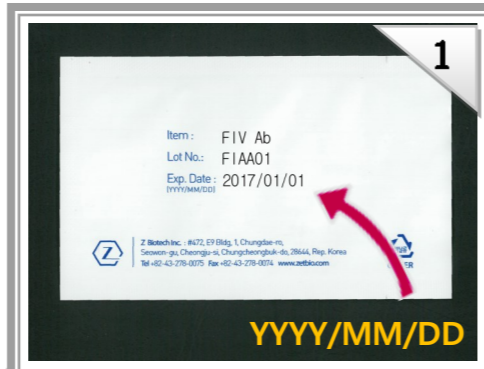 1
Item : FIV Ab
Lot No.: FIAA01
Exp. Date : 2017/01/01
(YYYY/MM/DD)
Z
Z Biotech Inc. : #472, E9 Bldg, 1, Chungdae-ro,
Seowon-gu, Cheongju-si, Chungcheongbuk-do, 28644, Rep. Korea
Tel +82-43-278-0075 Fax +82-43-278-0074 www.zetbio.com
YYYY/MM/DD